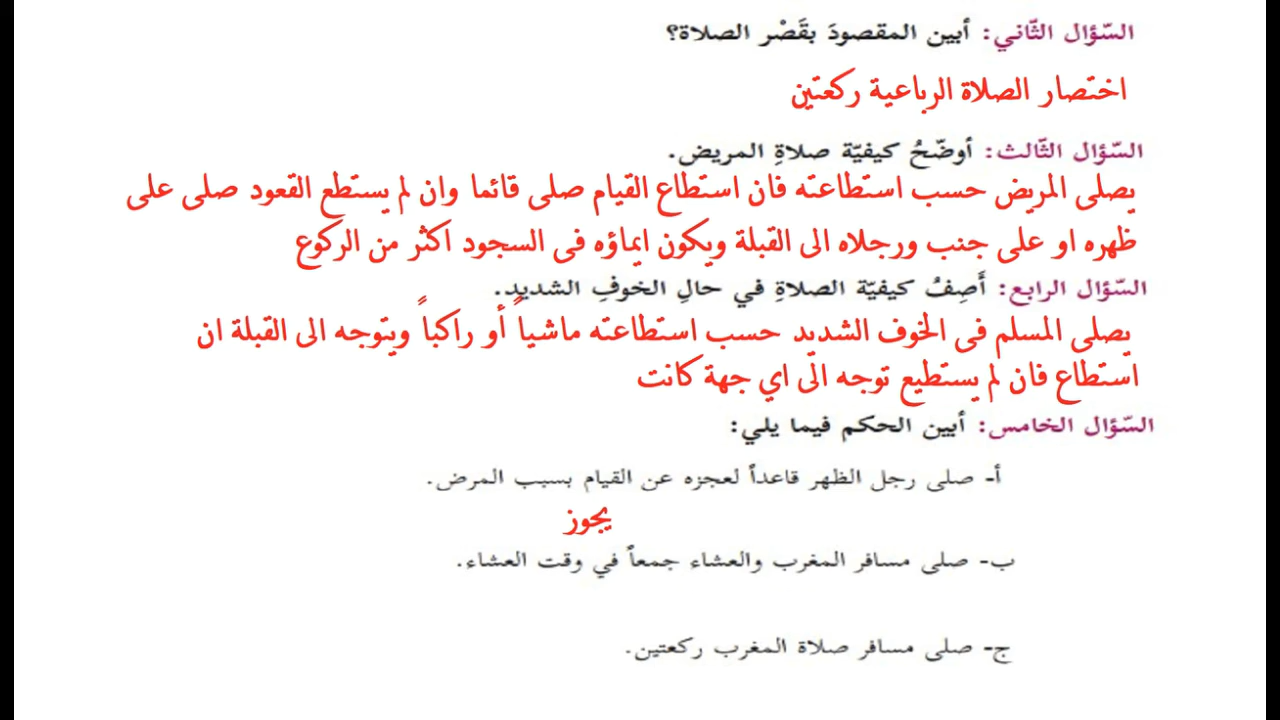 السّؤال الثّاني: أبين المقصودَ بقَصْر الصلاة؟
اختصار الصلاة الرباعية ركعتين
السّؤال الثّالث: أوضّحُ كيفيّة صلاةِ المريض.
يصلى المريض حسب استطاعته فان استطاع القيام صلى قائما وان لم يستطع القعود صلى على
ظهره او على جنب ورجلاه الى القبلة ويكون ايماؤه فى السجود اكثر من الركوع
السّؤال الرابع: أَصِفُ كيفيّة الصلاةِ في حالِ الخوفِ الشديدِ.
يصلى المسلم فى الخوف الشديد حسب استطاعته ماشياً أو راكباً ويتوجه الى القبلة ان
استطاع فان لم يستطيع توجه الى اي جهة كانت
السّؤال الخامس: أبين الحكم فيما يلي:
أ- صلى رجل الظهر قاعداً لعجزه عن القيام بسبب المرض.
يجوز
ب- صلى مسافر المغرب والعشاء جمعاً في وقت العشاء.
ج- صلى مسافر صلاة المغرب ركعتين.